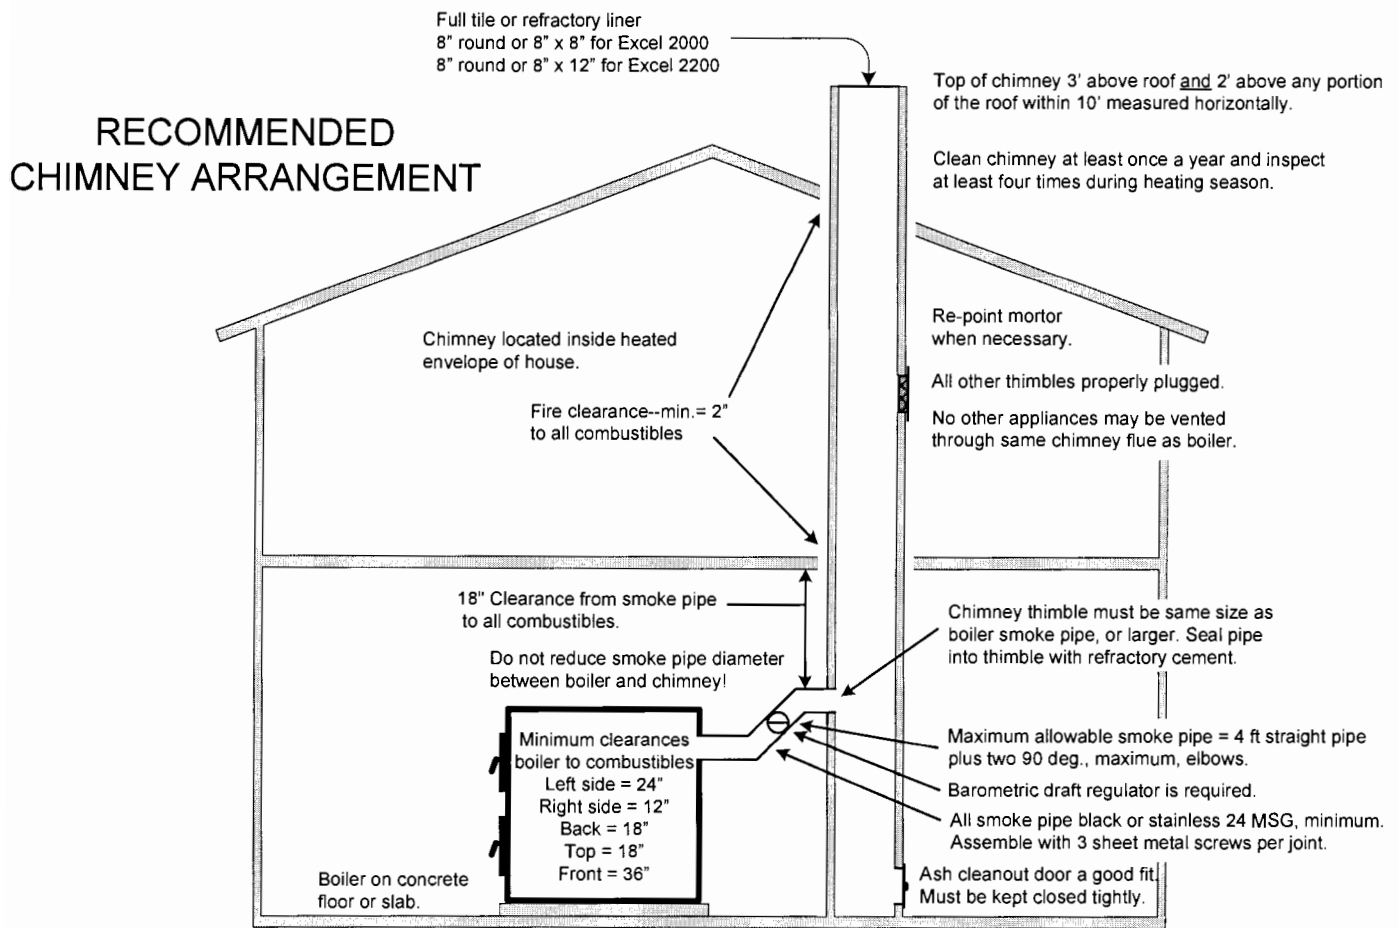 Full tile or refractory liner
8" round or 8" x 8" for Excel 2000
8" round or 8" x 12" for Excel 2200
RECOMMENDED
CHIMNEY ARRANGEMENT
Top of chimney 3' above roof and 2' above any portion
of the roof within 10' measured horizontally.
Clean chimney at least once a year and inspect
at least four times during heating season.
Chimney located inside heated
envelope of house.
Fire clearance--min.= 2"
to all combustibles
Re-point mortor
when necessary.
All other thimbles properly plugged.
No other appliances may be vented
through same chimney flue as boiler.
18" Clearance from smoke pipe
to all combustibles.
Do not reduce smoke pipe diameter
between boiler and chimney!
Chimney thimble must be same size as
boiler smoke pipe, or larger. Seal pipe
into thimble with refractory cement.
Minimum clearances
boiler to combustibles
Left side = 24"
Right side = 12"
Back = 18"
Top = 18"
Front = 36"
Maximum allowable smoke pipe = 4 ft straight pipe
plus two 90 deg., maximum, elbows.
Barometric draft regulator is required.
All smoke pipe black or stainless 24 MSG, minimum.
Assemble with 3 sheet metal screws per joint.
Ash cleanout door a good fit.
Must be kept closed tightly.
Boiler on concrete
floor or slab.